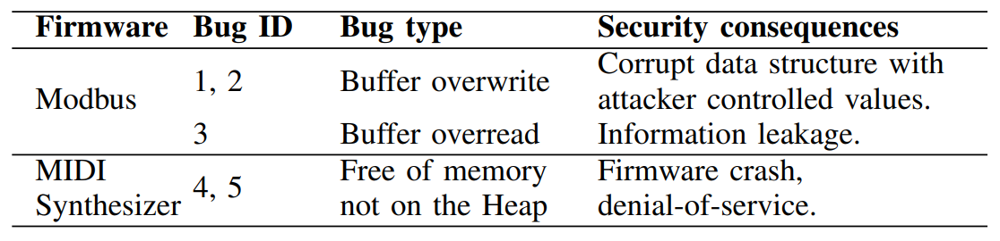 Firmware Bug ID Bug type Security consequences
Modbus 1, 2 Buffer overwrite Corrupt data structure with
attacker controlled values.
3 Buffer overread Information leakage.
MIDI
Synthesizer 4, 5 Free of memory
not on the Heap Firmware crash,
denial-of-service.